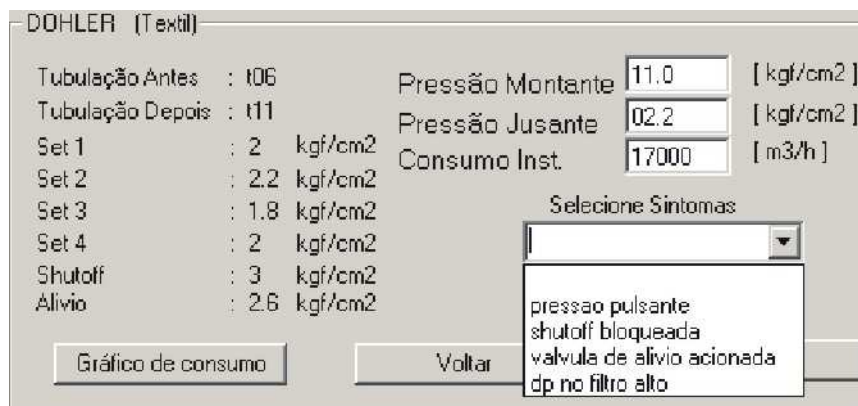 DOHLER (Textil)
Tubulação Antes : t06
Tubulação Depois : t11
Set 1 : 2 kgf/cm2
Set 2 : 2.2 kgf/cm2
Set 3 : 1.8 kgf/cm2
Set 4 : 2 kgf/cm2
Shutoff : 3 kgf/cm2
Alivio : 2.6 kgf/cm2
Pressão Montante 11.0 [ kgf/cm2 ]
Pressão Jusante 02.2 [ kgf/cm2 ]
Consumo Inst. 17000 [ m3/h ]
Selecione Sintomas
pressao pulsante
shutoff bloqueada
valvula de alivio acionada
dp no filtro alto
Gráfico de consumo
Voltar